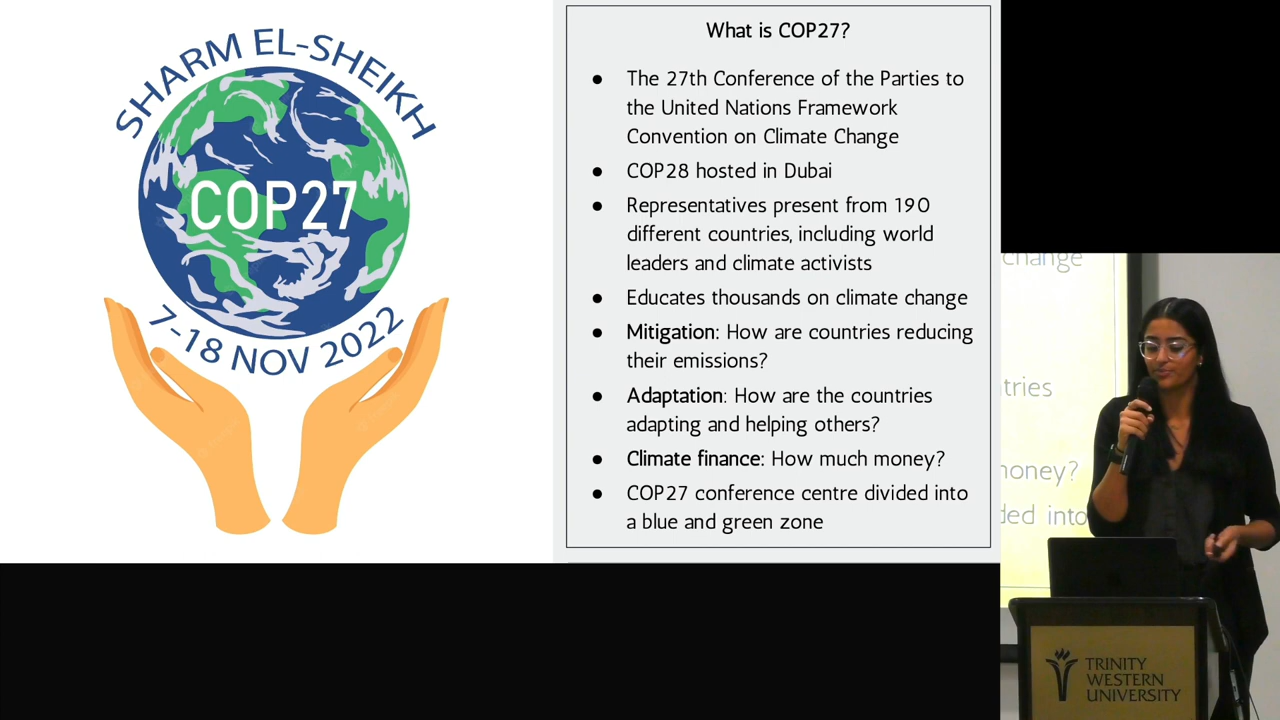 SHARM EL-SHEIKH
COP27
7-18 NOV 2022
What is COP27?
● The 27th Conference of the Parties to
the United Nations Framework
Convention on Climate Change
● COP28 hosted in Dubai
● Representatives present from 190
different countries, including world
leaders and climate activists
● Educates thousands on climate change
● Mitigation: How are countries reducing
their emissions?
● Adaptation: How are the countries
adapting and helping others?
● Climate finance: How much money?
● COP27 conference centre divided into
a blue and green zone
change
tries
oney?
ded into
TRINITY
WESTERN
UNIVERSITY